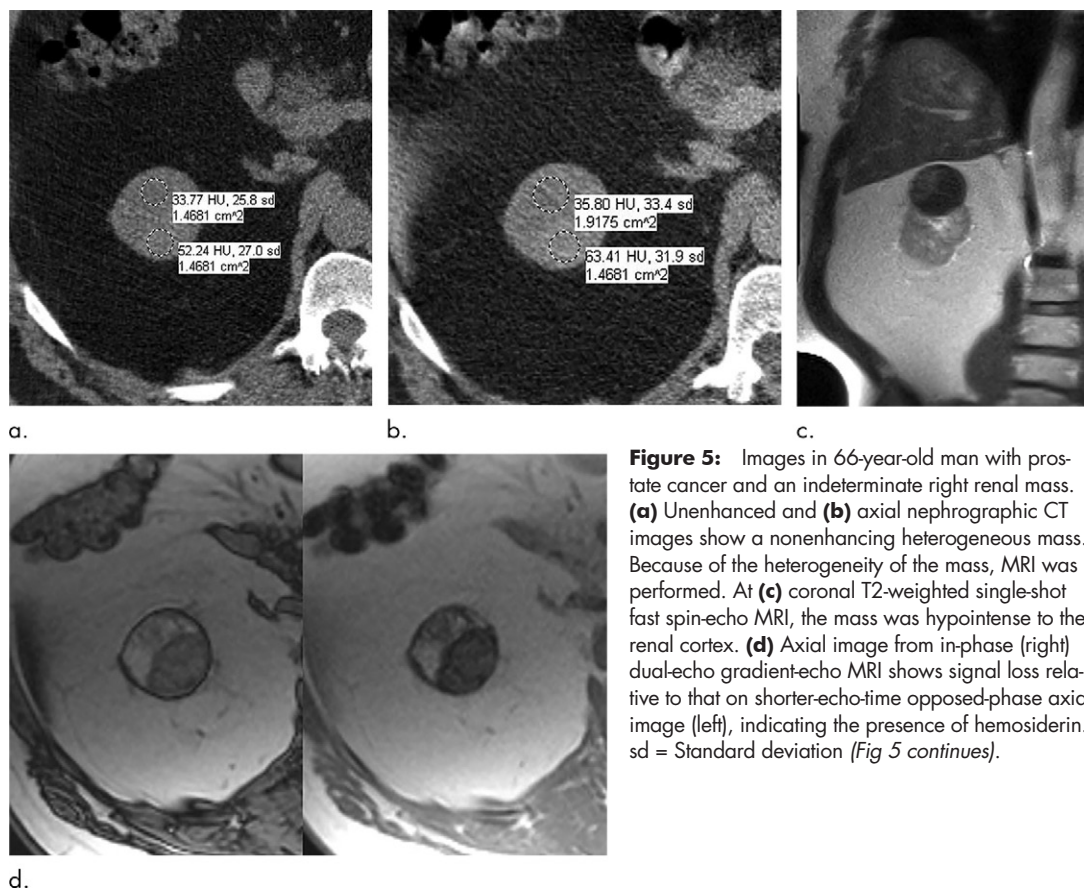 33.77 HU, 25.8 sd
1.4681 cm^2
52.24 HU, 27.0 sd
1.4681 cm^2
35.80 HU, 33.4 sd
1.9175 cm^2
63.41 HU, 31.9 sd
1.4681 cm^2
a.
b.
c.
Figure 5: Images in 66-year-old man with pros-
tate cancer and an indeterminate right renal mass.
(a) Unenhanced and (b) axial nephrographic CT
images show a nonenhancing heterogeneous mass.
Because of the heterogeneity of the mass, MRI was
performed. At (c) coronal T2-weighted single-shot
fast spin-echo MRI, the mass was hypointense to the
renal cortex. (d) Axial image from in-phase (right)
dual-echo gradient-echo MRI shows signal loss rela-
tive to that on shorter-echo-time opposed-phase axial
image (left), indicating the presence of hemosiderin.
sd = Standard deviation (Fig 5 continues).
d.